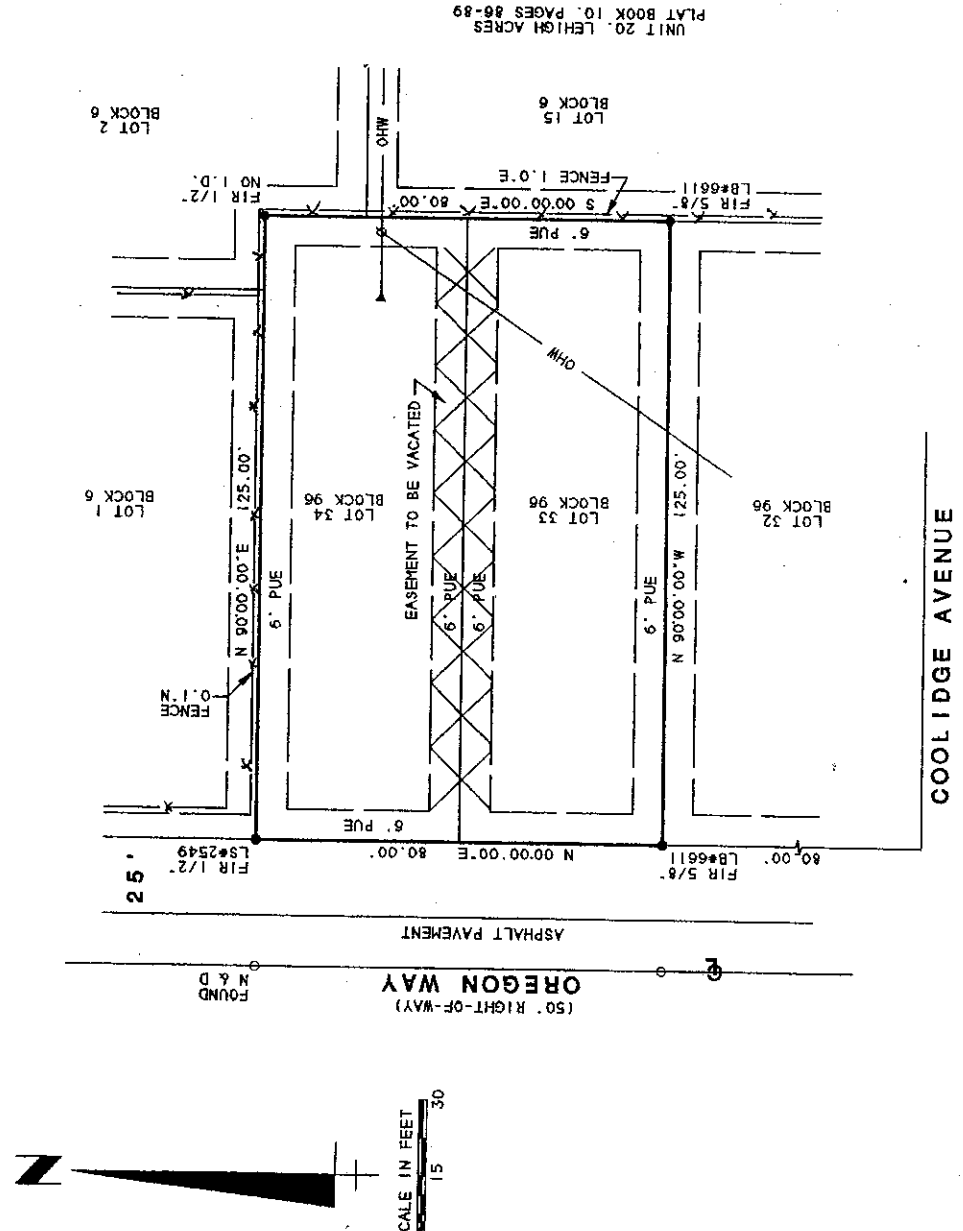 UNIT 20. LEHIGH ACRES
PLAT BOOK 10. PAGES 86-89
LOT 2
BLOCK 6
LOT 15
BLOCK 6
OHW
FIR 1/2"
NO I.D.
FENCE 1.0'E
S 00°00'00"E 80.00'
FIR 5/8"
LB#6611
6' PUE
OHW
EASEMENT TO BE VACATED
LOT 1
BLOCK 6
N 90°00'00"E 125.00'
6' PUE
LOT 34
BLOCK 96
6' PUE
6' PUE
LOT 33
BLOCK 96
6' PUE
N 90°00'00"W 125.00'
LOT 32
BLOCK 96
COOLIDGE AVENUE
FENCE
0.1'N
6' PUE
N 00°00'00"E 80.00'
FIR 1/2"
LS#2549
FIR 5/8"
LB#6611
80.00'
25'
ASPHALT PAVEMENT
FOUND
N & D
OREGON WAY
(50' RIGHT-OF-WAY)
CL
N
CALE IN FEET
15
30